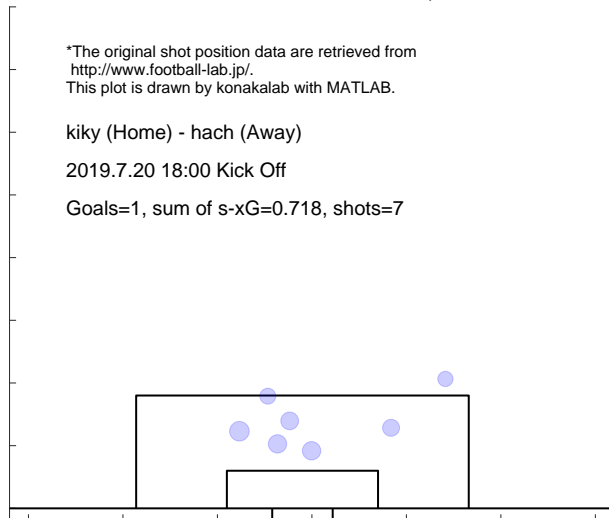 *The original shot position data are retrieved from
http://www.football-lab.jp/.
This plot is drawn by konakalab with MATLAB.
kiky (Home) - hach (Away)
2019.7.20 18:00 Kick Off
Goals=1, sum of s-xG=0.718, shots=7